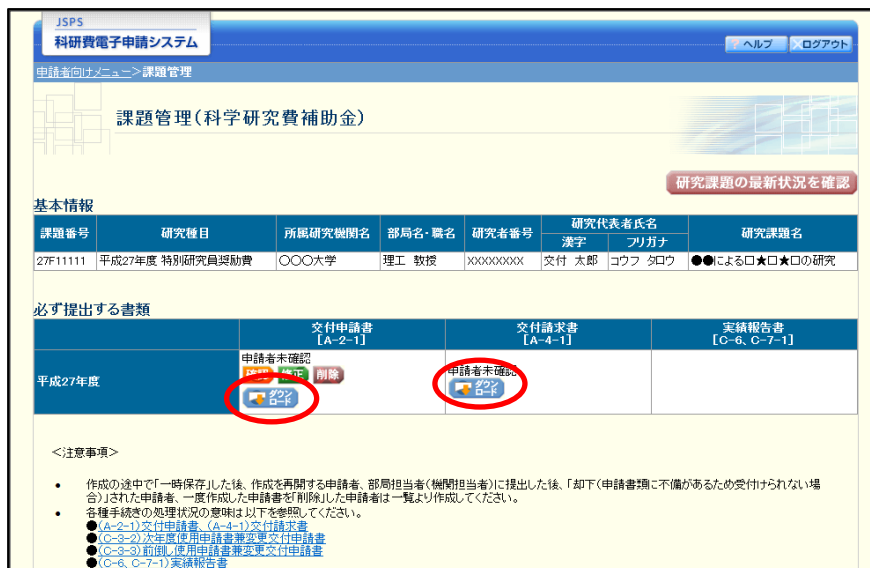 JSPS
科研費電子申請システム
? ヘルプ
ログアウト
申請者向けメニュー>課題管理
課題管理(科学研究費補助金)
研究課題の最新状況を確認
基本情報
課題番号 研究種目 所属研究機関名 部局名・職名 研究者番号 研究代表者氏名 研究課題名
漢字 フリガナ
27F11111 平成27年度 特別研究員奨励費 ○○○大学 理工 教授 XXXXXXXX 交付 太郎 コウフ タロウ ●●による□★□★□の研究
必ず提出する書類
交付申請書 交付請求書 実績報告書
[A-2-1] [A-4-1] [C-6、C-7-1]
平成27年度
申請者未確認 申請者未確認
確認 修正 削除
ダウンロード ダウンロード
<注意事項>
• 作成の途中で「一時保存」した後、作成を再開する申請者、部局担当者(機関担当者)に提出した後、「却下(申請書類に不備があるため受付けられない場
合)」された申請者、一度作成した申請書を「削除」した申請者は一覧より作成してください。
• 各種手続きの処理状況の意味は以下を参照してください。
●(A-2-1)交付申請書、(A-4-1)交付請求書
●(C-3-2)次年度使用申請書兼変更交付申請書
●(C-3-3)前倒し使用申請書兼変更交付申請書
●(C-6、C-7-1)実績報告書